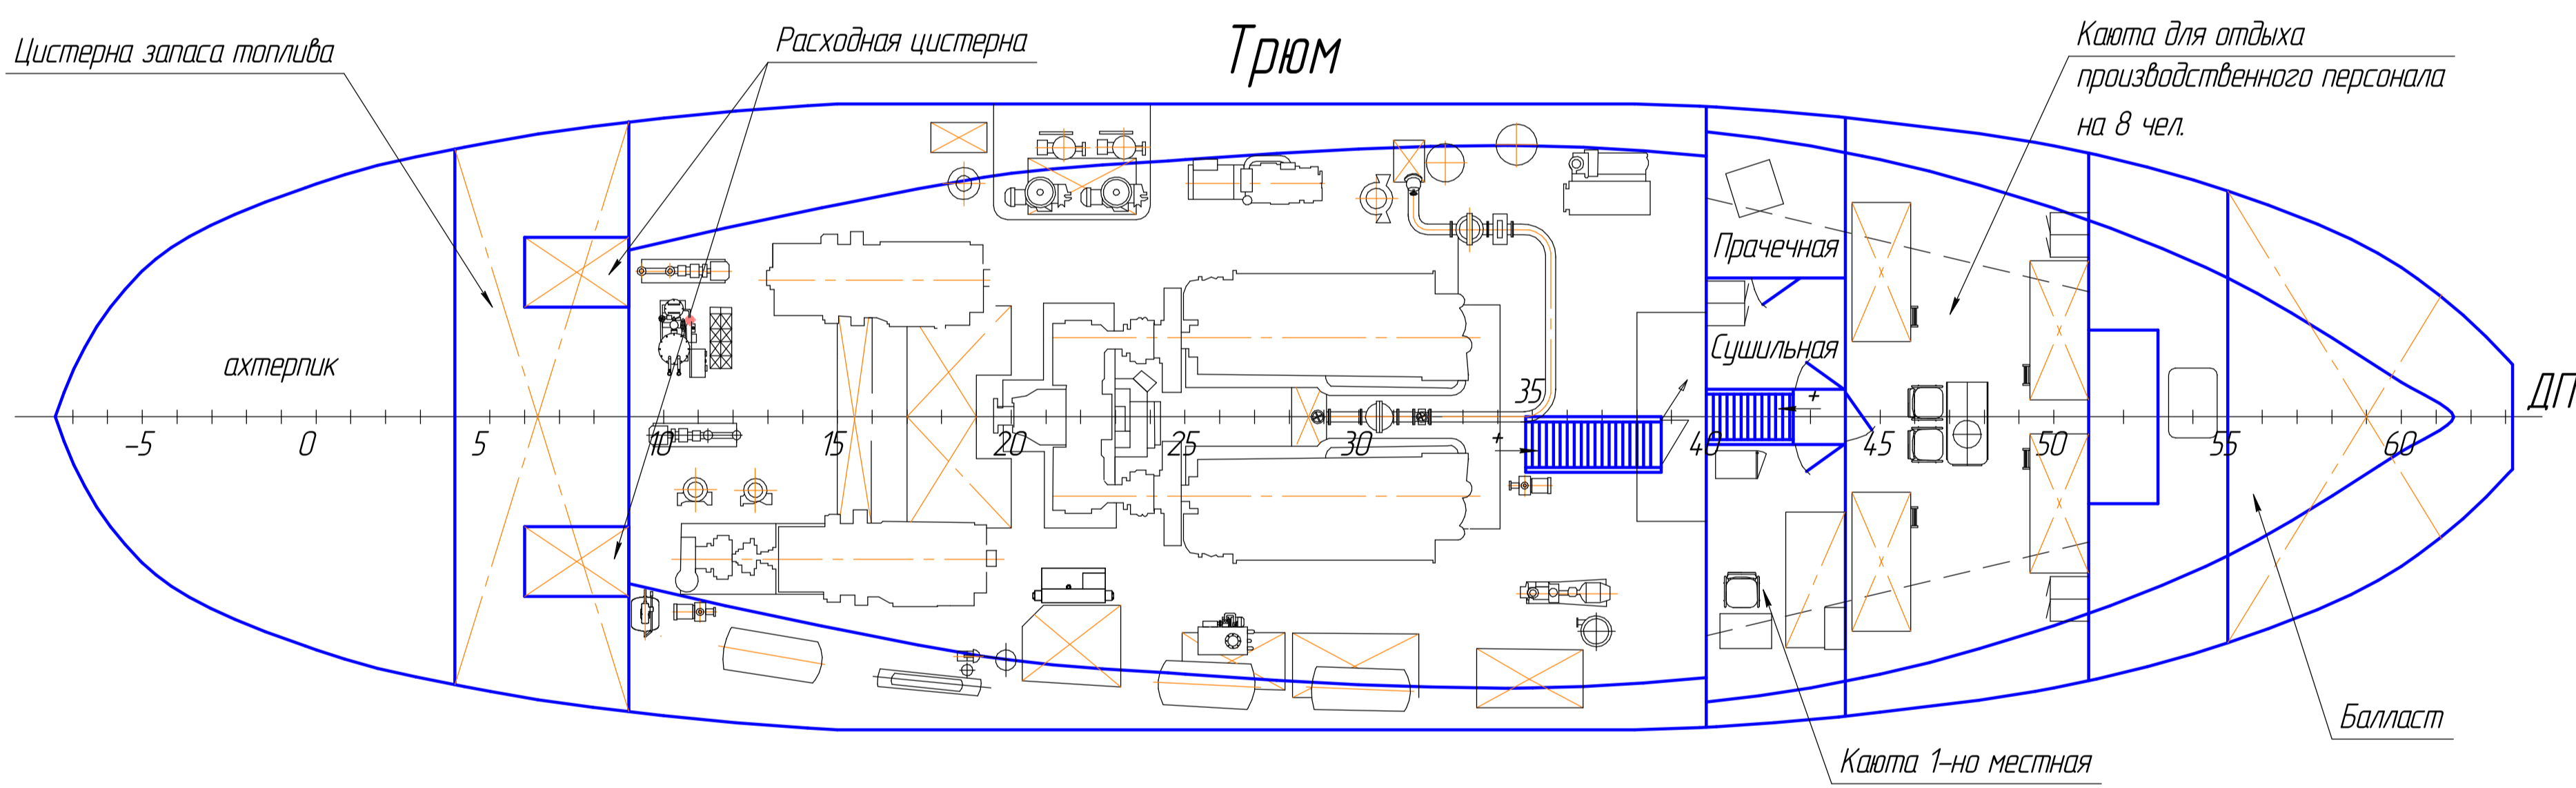 Трюм
Цистерна запаса топлива
Расходная цистерна
Каюта для отдыха
производственного персонала
на 8 чел.
Прачечная
Сушильная
ахтерпик
+
35
ДП
-5
0
5
10
15
20
25
30
+
40
45
50
55
60
Балласт
Каюта 1-но местная